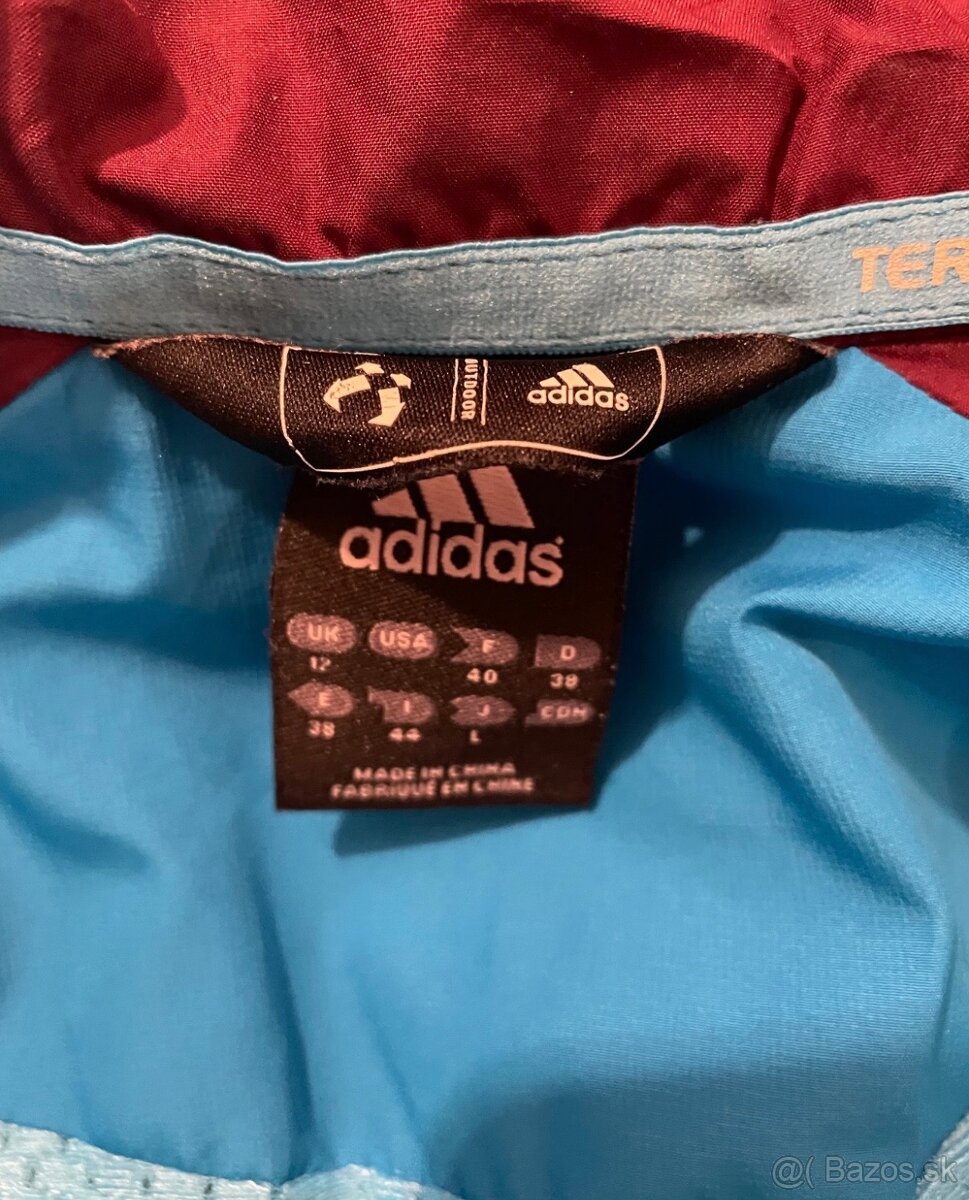 TER
OUTDOOR
adidas
adidas
UK USA F D
12 40 38
E I J CDN
38 44 L
MADE IN CHINA
FABRIQUÉ EN CHINE
@( Bazos.sk